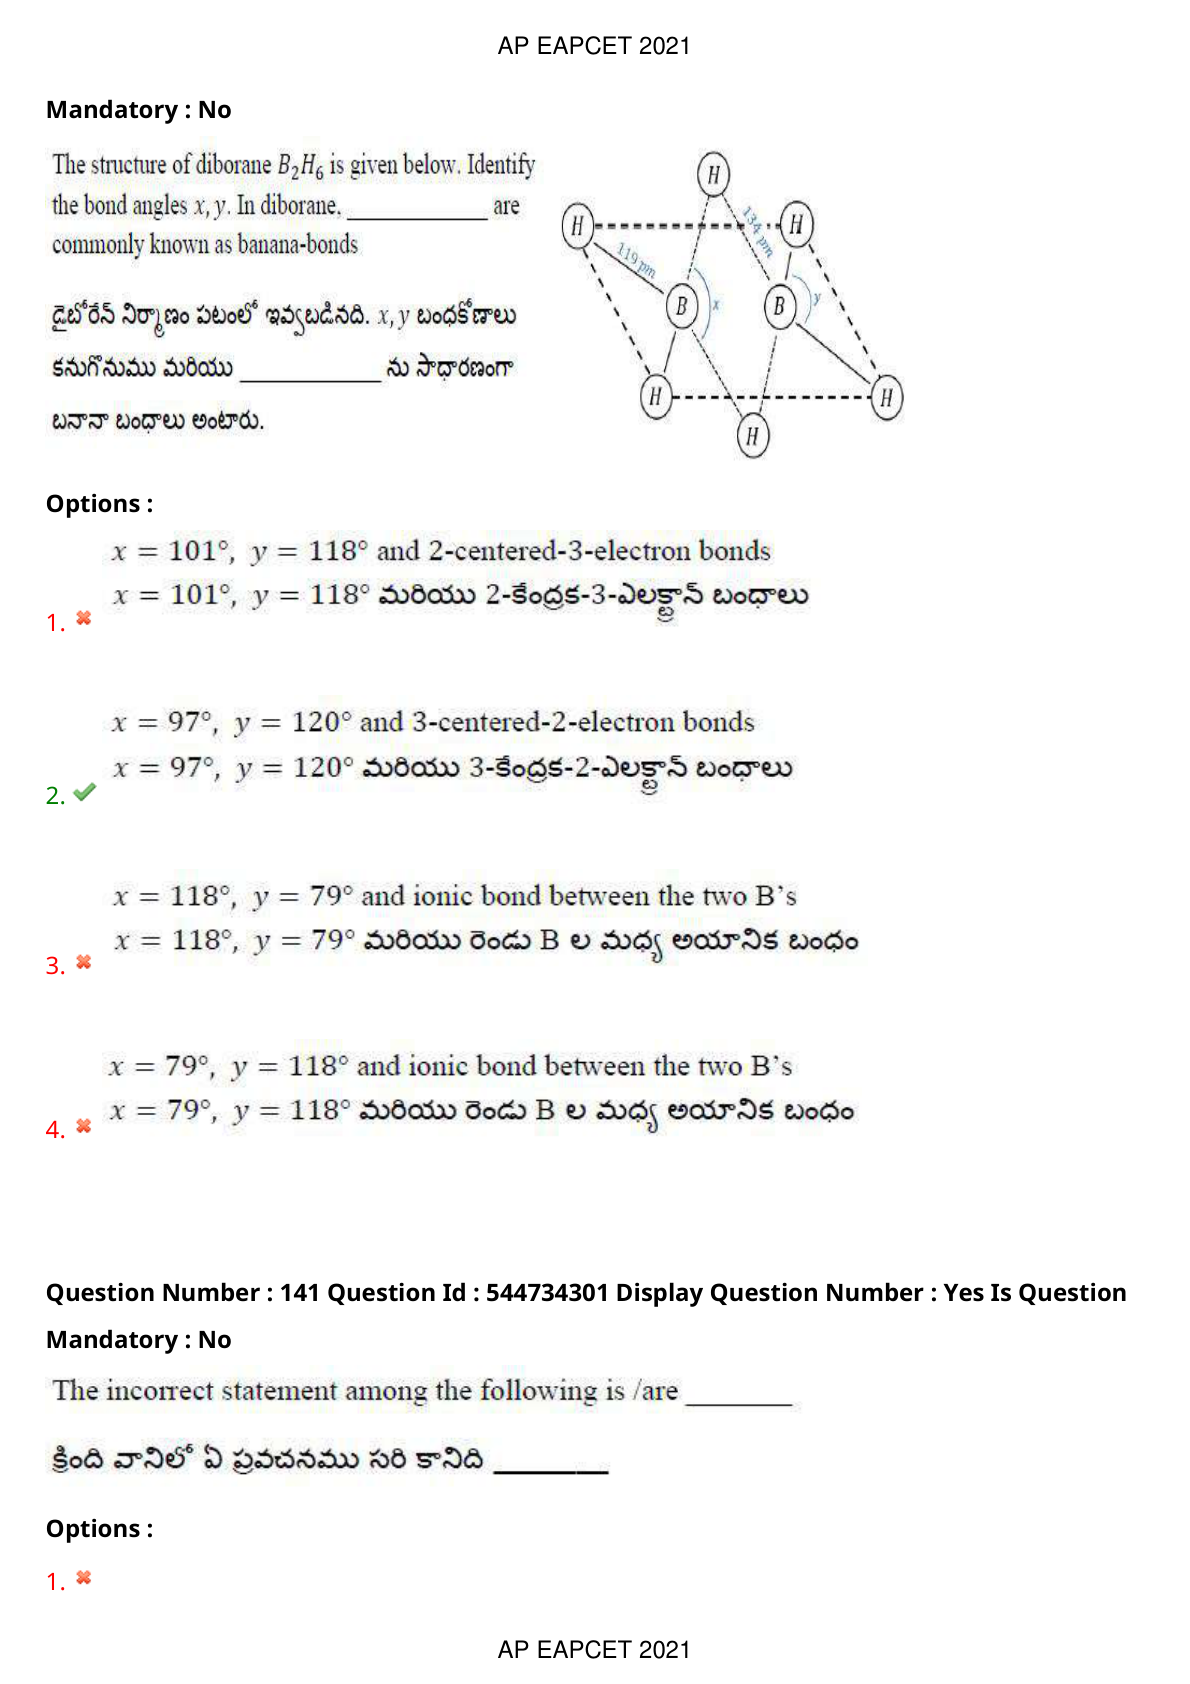 AP EAPCET 2021
Mandatory : No
The structure of diborane B₂H₆ is given below. Identify
the bond angles x, y. In diborane, ____________ are
commonly known as banana-bonds
డైబోరేన్ నిర్మాణం పటంలో ఇవ్వబడినది. x, y బంధకోణాలు
కనుగొనుము మరియు ____________ ను సాధారణంగా
బనానా బంధాలు అంటారు.
H
H
H
134 pm
119 pm
B
x
B
y
H
H
H
Options :
x = 101°, y = 118° and 2-centered-3-electron bonds
x = 101°, y = 118° మరియు 2-కేంద్రక-3-ఎలక్ట్రాన్ బంధాలు
1.
x = 97°, y = 120° and 3-centered-2-electron bonds
x = 97°, y = 120° మరియు 3-కేంద్రక-2-ఎలక్ట్రాన్ బంధాలు
2.
x = 118°, y = 79° and ionic bond between the two B’s
x = 118°, y = 79° మరియు రెండు B ల మధ్య అయానిక బంధం
3.
x = 79°, y = 118° and ionic bond between the two B’s
x = 79°, y = 118° మరియు రెండు B ల మధ్య అయానిక బంధం
4.
Question Number : 141 Question Id : 544734301 Display Question Number : Yes Is Question
Mandatory : No
The incorrect statement among the following is /are _______
క్రింది వానిలో ఏ ప్రవచనము సరి కానిది _______
Options :
1.
AP EAPCET 2021